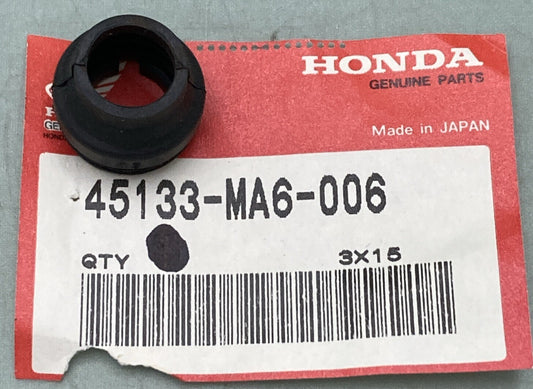 HONDA
GENUINE PARTS
Made in JAPAN
45133-MA6-006
QTY 3X15